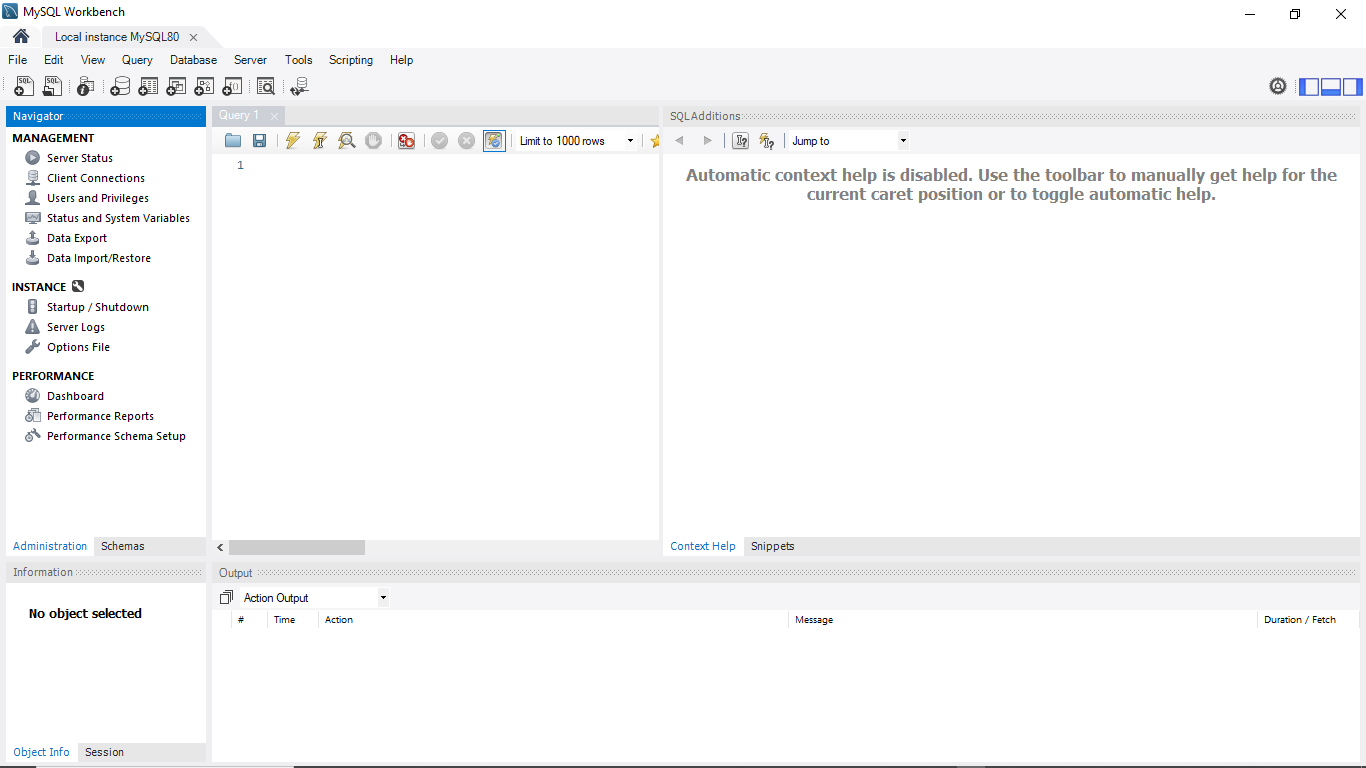 MySQL Workbench
Local instance MySQL80
File Edit View Query Database Server Tools Scripting Help
Navigator
MANAGEMENT
Server Status
Client Connections
Users and Privileges
Status and System Variables
Data Export
Data Import/Restore
INSTANCE
Startup / Shutdown
Server Logs
Options File
PERFORMANCE
Dashboard
Performance Reports
Performance Schema Setup
Administration Schemas
Information
No object selected
Object Info Session
Query 1
Limit to 1000 rows
1
SQLAdditions
Jump to
Automatic context help is disabled. Use the toolbar to manually get help for the
current caret position or to toggle automatic help.
Context Help Snippets
Output
Action Output
# Time Action Message Duration / Fetch